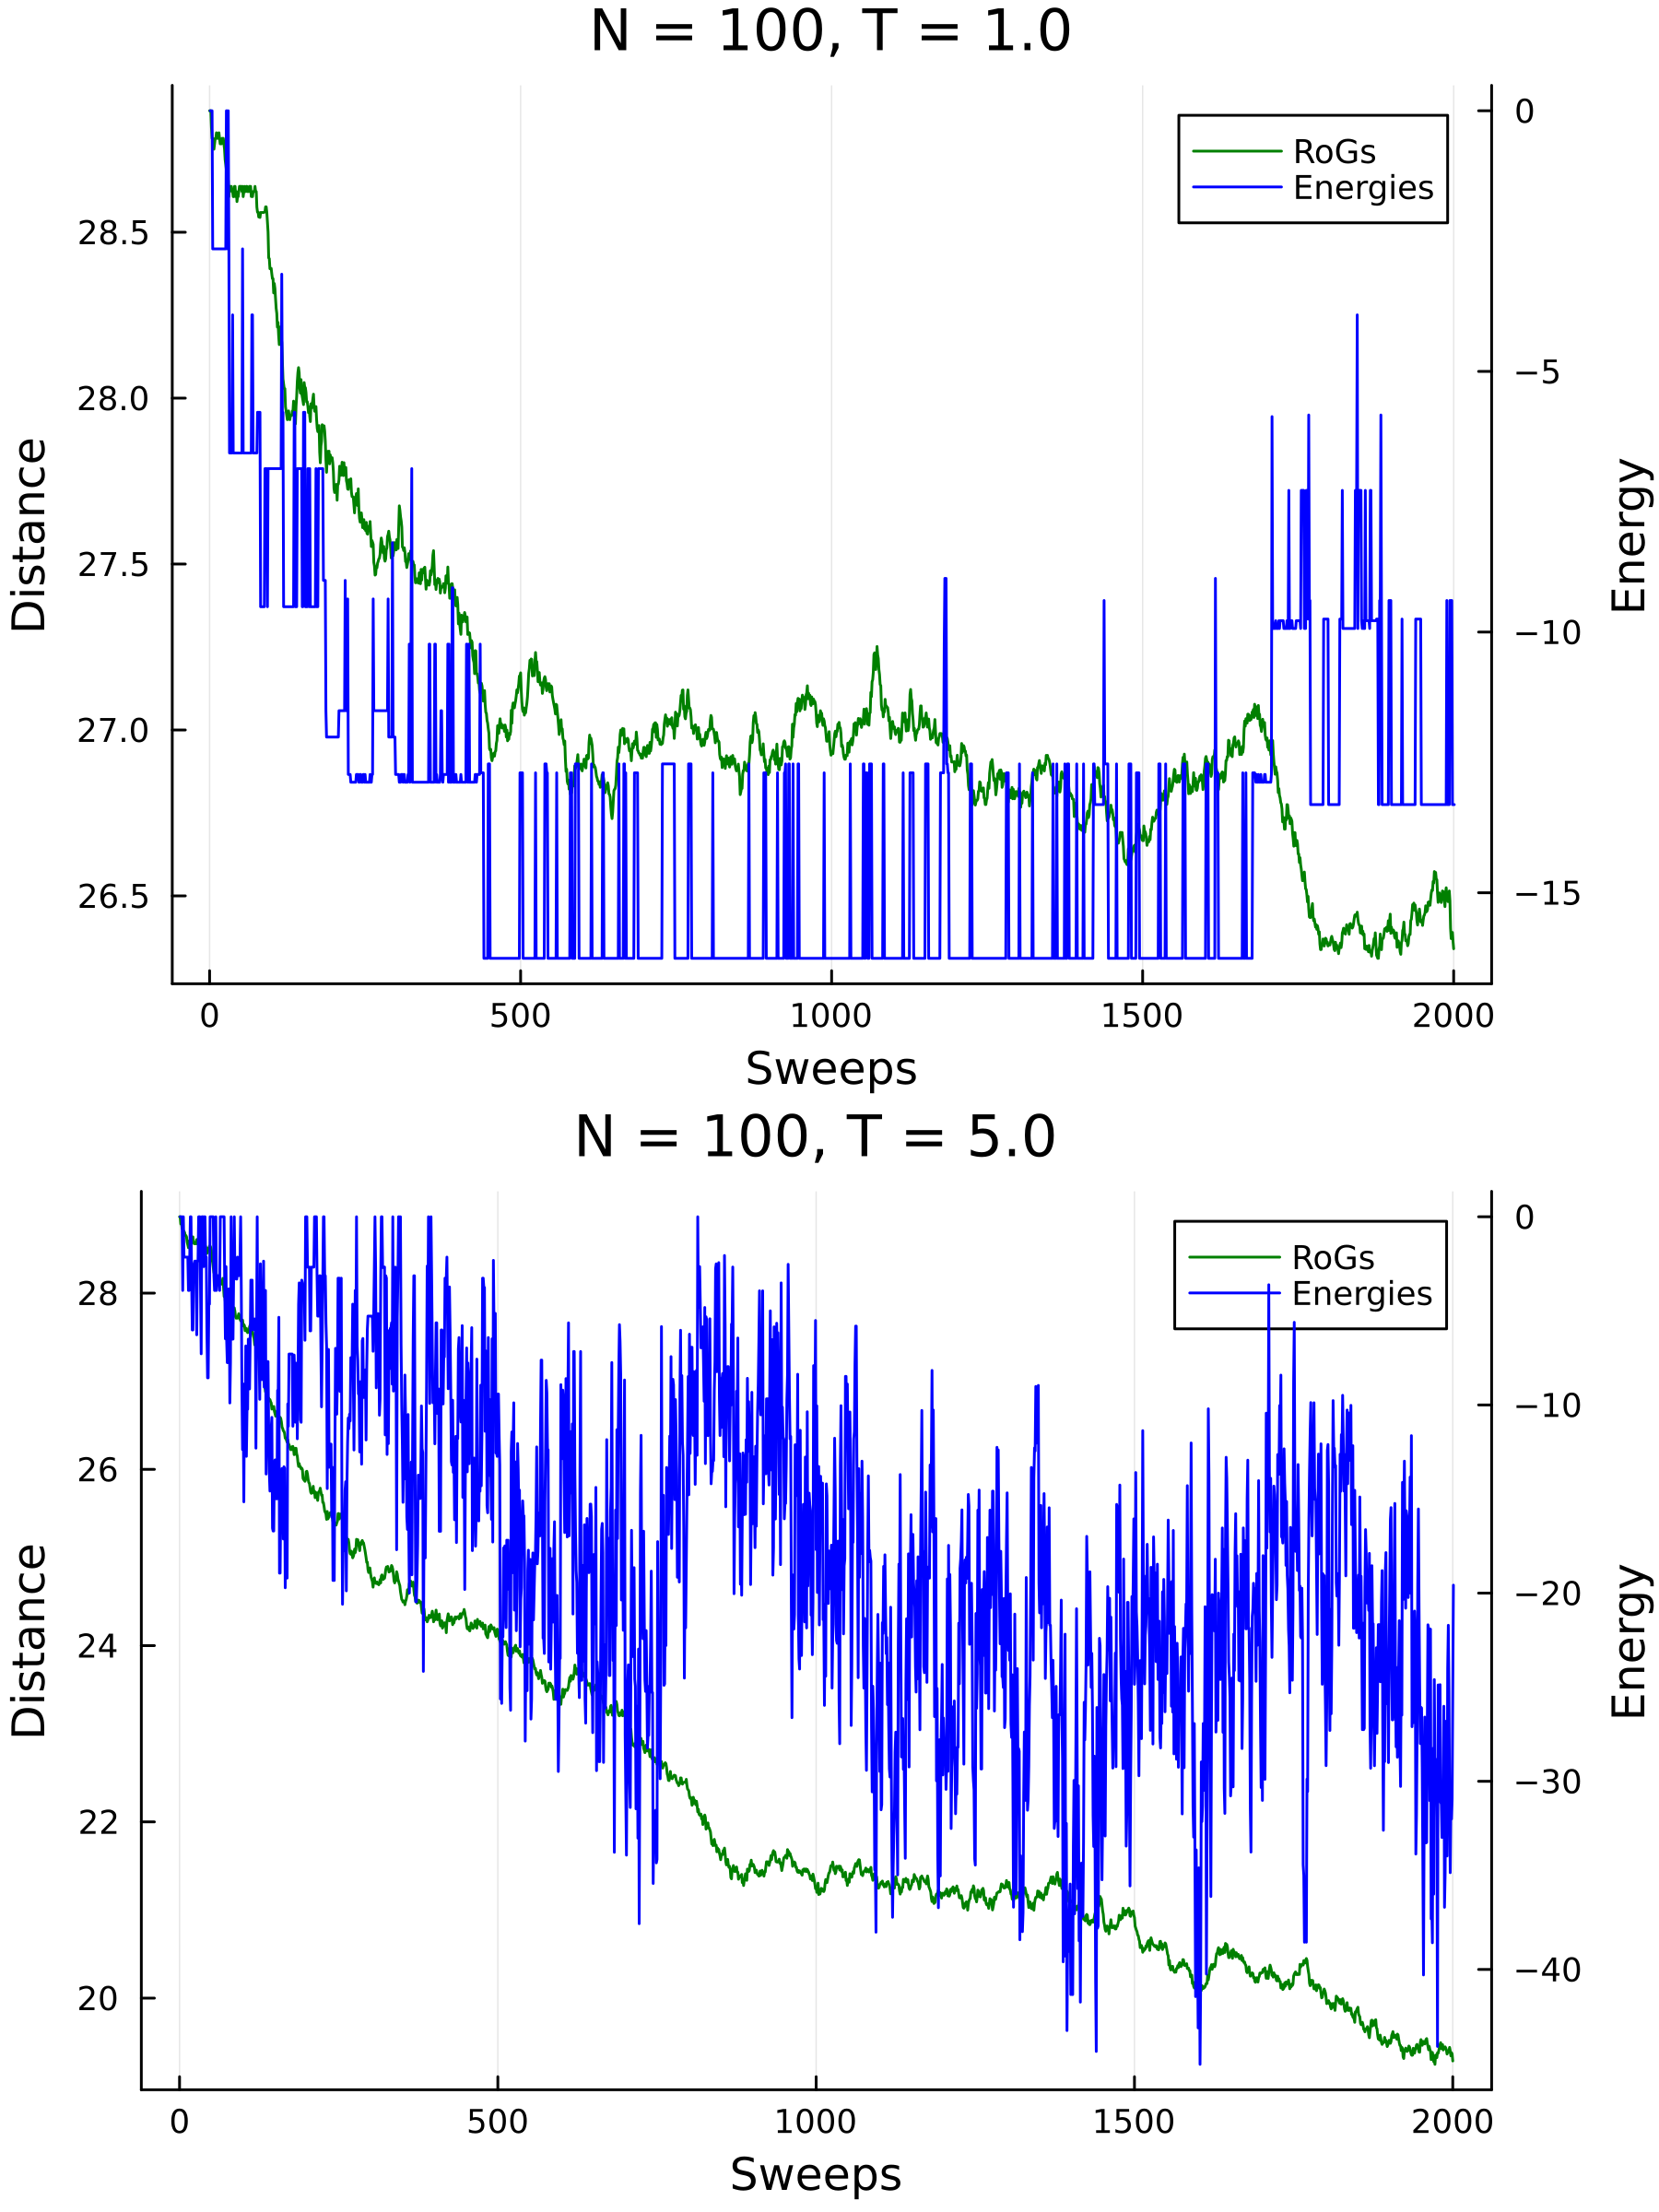 N = 100, T = 1.0
RoGs
Energies
Distance
28.5
28.0
27.5
27.0
26.5
Energy
0
−5
−10
−15
0 500 1000 1500 2000
Sweeps
N = 100, T = 5.0
RoGs
Energies
Distance
28
26
24
22
20
Energy
0
−10
−20
−30
−40
0 500 1000 1500 2000
Sweeps